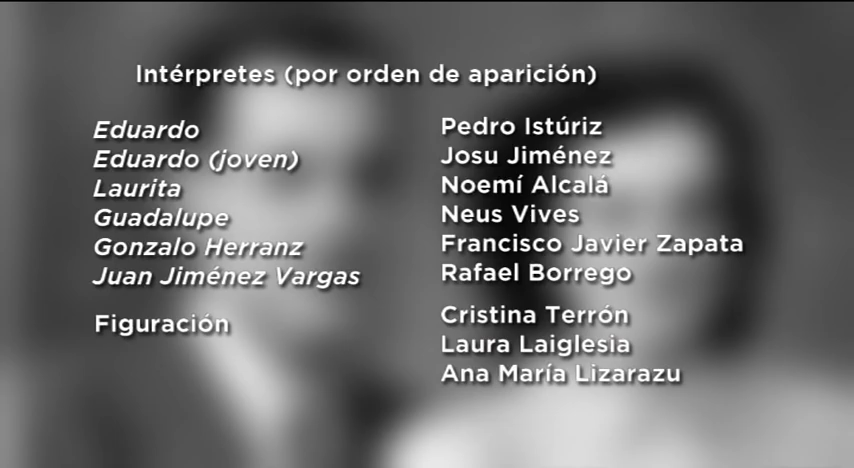 Intérpretes (por orden de aparición)
Eduardo Pedro Istúriz
Eduardo (joven) Josu Jiménez
Laurita Noemí Alcalá
Guadalupe Neus Vives
Gonzalo Herranz Francisco Javier Zapata
Juan Jiménez Vargas Rafael Borrego
Figuración Cristina Terrón
Laura Laiglesia
Ana María Lizarazu